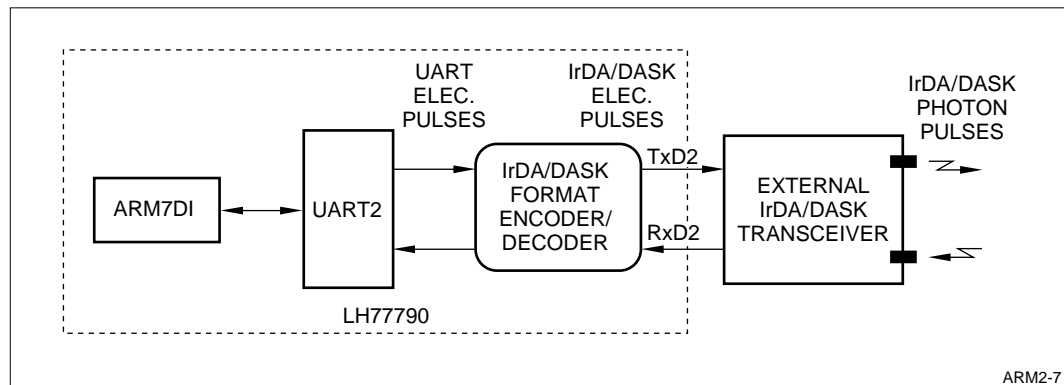 UART
ELEC.
PULSES
IrDA/DASK
ELEC.
PULSES
IrDA/DASK
PHOTON
PULSES
ARM7DI
UART2
IrDA/DASK
FORMAT
ENCODER/
DECODER
TxD2
RxD2
EXTERNAL
IrDA/DASK
TRANSCEIVER
LH77790
ARM2-7